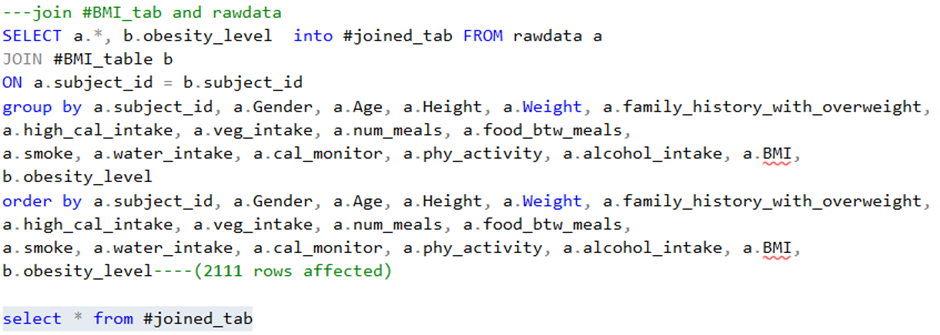 ---join #BMI_tab and rawdata
SELECT a.*, b.obesity_level  into #joined_tab FROM rawdata a
JOIN #BMI_table b
ON a.subject_id = b.subject_id
group by a.subject_id, a.Gender, a.Age, a.Height, a.Weight, a.family_history_with_overweight,
a.high_cal_intake, a.veg_intake, a.num_meals, a.food_btw_meals,
a.smoke, a.water_intake, a.cal_monitor, a.phy_activity, a.alcohol_intake, a.BMI,
b.obesity_level
order by a.subject_id, a.Gender, a.Age, a.Height, a.Weight, a.family_history_with_overweight,
a.high_cal_intake, a.veg_intake, a.num_meals, a.food_btw_meals,
a.smoke, a.water_intake, a.cal_monitor, a.phy_activity, a.alcohol_intake, a.BMI,
b.obesity_level----(2111 rows affected)
select * from #joined_tab